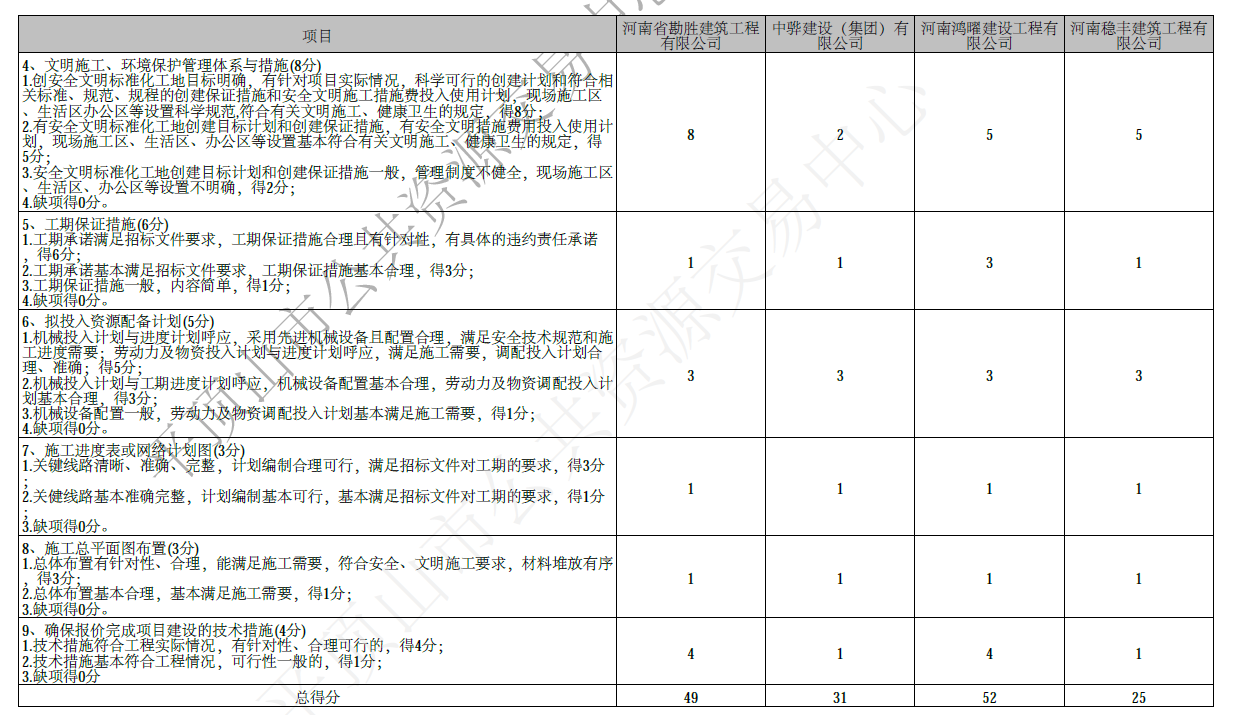 项目
河南省勘胜建筑工程
有限公司
中骅建设（集团）有
限公司
河南鸿曜建设工程有
限公司
河南稳丰建筑工程有
限公司
4、文明施工、环境保护管理体系与措施(8分)
1.创安全文明标准化工地目标明确，有针对项目实际情况，科学可行的创建计划和符合相
关标准、规范、规程的创建保证措施和安全文明施工措施费投入使用计划，现场施工区
、生活区办公区等设置科学规范,符合有关文明施工、健康卫生的规定，得8分；
2.有安全文明标准化工地创建目标计划和创建保证措施，有安全文明措施费用投入使用计
划，现场施工区、生活区、办公区等设置基本符合有关文明施工、健康卫生的规定，得
5分；
3.安全文明标准化工地创建目标计划和创建保证措施一般，管理制度不健全，现场施工区
、生活区、办公区等设置不明确，得2分；
4.缺项得0分。
8
2
5
5
5、工期保证措施(6分)
1.工期承诺满足招标文件要求，工期保证措施合理且有针对性，有具体的违约责任承诺
，得6分；
2.工期承诺基本满足招标文件要求，工期保证措施基本合理，得3分；
3.工期保证措施一般，内容简单，得1分；
4.缺项得0分。
1
1
3
1
6、拟投入资源配备计划(5分)
1.机械投入计划与进度计划呼应，采用先进机械设备且配置合理，满足安全技术规范和施
工进度需要；劳动力及物资投入计划与进度计划呼应，满足施工需要，调配投入计划合
理、准确；得5分；
2.机械投入计划与工期进度计划呼应，机械设备配置基本合理，劳动力及物资调配投入计
划基本合理，得3分；
3.机械设备配置一般，劳动力及物资调配投入计划基本满足施工需要，得1分；
4.缺项得0分。
3
3
3
3
7、施工进度表或网络计划图(3分)
1.关键线路清晰、准确、完整，计划编制合理可行，满足招标文件对工期的要求，得3分
；
2.关健线路基本准确完整，计划编制基本可行，基本满足招标文件对工期的要求，得1分
；
3.缺项得0分。
1
1
1
1
8、施工总平面图布置(3分)
1.总体布置有针对性、合理，能满足施工需要，符合安全、文明施工要求，材料堆放有序
，得3分；
2.总体布置基本合理，基本满足施工需要，得1分；
3.缺项得0分。
1
1
1
1
9、确保报价完成项目建设的技术措施(4分)
1.技术措施符合工程实际情况，有针对性、合理可行的，得4分；
2.技术措施基本符合工程情况，可行性一般的，得1分；
3.缺项得0分
4
1
4
1
总得分
49
31
52
25
平顶山市公共资源交易中心
平顶山市公共资源交易中心